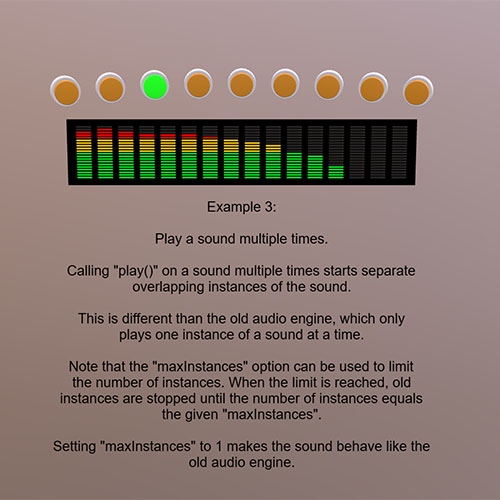 Example 3:
Play a sound multiple times.
Calling "play()" on a sound multiple times starts separate
overlapping instances of the sound.
This is different than the old audio engine, which only
plays one instance of a sound at a time.
Note that the "maxInstances" option can be used to limit
the number of instances. When the limit is reached, old
instances are stopped until the number of instances equals
the given "maxInstances".
Setting "maxInstances" to 1 makes the sound behave like the
old audio engine.